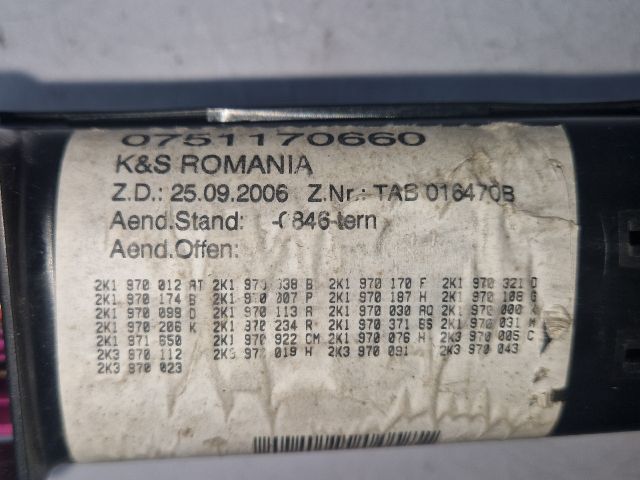 0751170660
K&S ROMANIA
Z.D.: 25.09.2006 Z.Nr.: TAB 016470B
Aend.Stand: -0846-tern
Aend.Offen:
2K1 970 012 AT 2K1 970 038 B 2K1 970 170 F 2K1 970 321 D
2K1 970 174 B 2K1 970 007 P 2K1 970 187 H 2K1 970 108 G
2K1 970 099 D 2K1 970 113 R 2K1 970 030 AQ 2K1 970 000 K
2K1 970 206 K 2K1 970 234 R 2K1 970 371 BS 2K1 970 031 M
2K1 971 650 2K1 970 922 CM 2K1 970 076 H 2K3 970 005 C
2K3 970 112 2K3 970 019 H 2K3 970 091 2K3 970 043
2K3 970 023